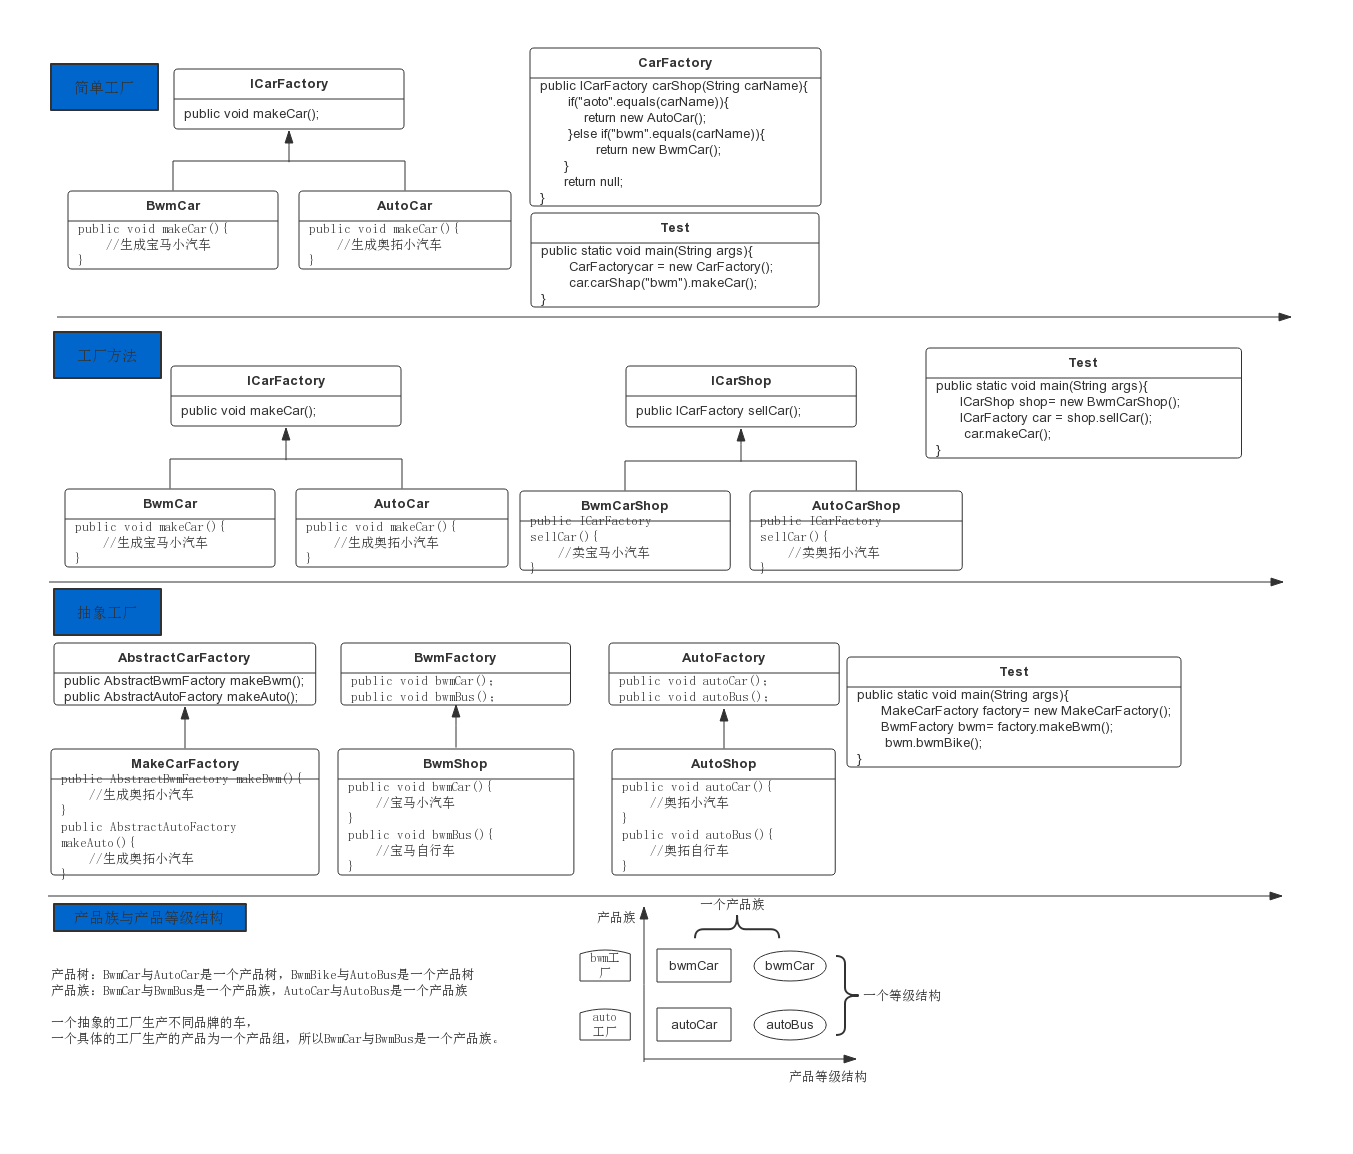 简单工厂
ICarFactory
public void makeCar();
BwmCar
public void makeCar(){
//生成宝马小汽车
}
AutoCar
public void makeCar(){
//生成奥拓小汽车
}
CarFactory
public ICarFactory carShop(String carName){
if("aoto".equals(carName)){
return new AutoCar();
}else if("bwm".equals(carName)){
return new BwmCar();
}
return null;
}
Test
public static void main(String args){
CarFactorycar = new CarFactory();
car.carShap("bwm").makeCar();
}
工厂方法
ICarFactory
public void makeCar();
BwmCar
public void makeCar(){
//生成宝马小汽车
}
AutoCar
public void makeCar(){
//生成奥拓小汽车
}
ICarShop
public ICarFactory sellCar();
BwmCarShop
public ICarFactory
sellCar(){
//卖宝马小汽车
}
AutoCarShop
public ICarFactory
sellCar(){
//卖奥拓小汽车
}
Test
public static void main(String args){
ICarShop shop= new BwmCarShop();
ICarFactory car = shop.sellCar();
car.makeCar();
}
抽象工厂
AbstractCarFactory
public AbstractBwmFactory makeBwm();
public AbstractAutoFactory makeAuto();
MakeCarFactory
public AbstractBwmFactory makeBwm(){
//生成奥拓小汽车
}
public AbstractAutoFactory
makeAuto(){
//生成奥拓小汽车
}
BwmFactory
public void bwmCar();
public void bwmBus();
BwmShop
public void bwmCar(){
//宝马小汽车
}
public void bwmBus(){
//宝马自行车
}
AutoFactory
public void autoCar();
public void autoBus();
AutoShop
public void autoCar(){
//奥拓小汽车
}
public void autoBus(){
//奥拓自行车
}
Test
public static void main(String args){
MakeCarFactory factory= new MakeCarFactory();
BwmFactory bwm= factory.makeBwm();
bwm.bwmBike();
}
产品族与产品等级结构
产品树：BwmCar与AutoCar是一个产品树，BwmBike与AutoBus是一个产品树
产品族：BwmCar与BwmBus是一个产品族，AutoCar与AutoBus是一个产品族
一个抽象的工厂生产不同品牌的车，
一个具体的工厂生产的产品为一个产品组，所以BwmCar与BwmBus是一个产品族。
产品族
一个产品族
bwm工
厂
bwmCar
bwmCar
一个等级结构
auto
工厂
autoCar
autoBus
产品等级结构